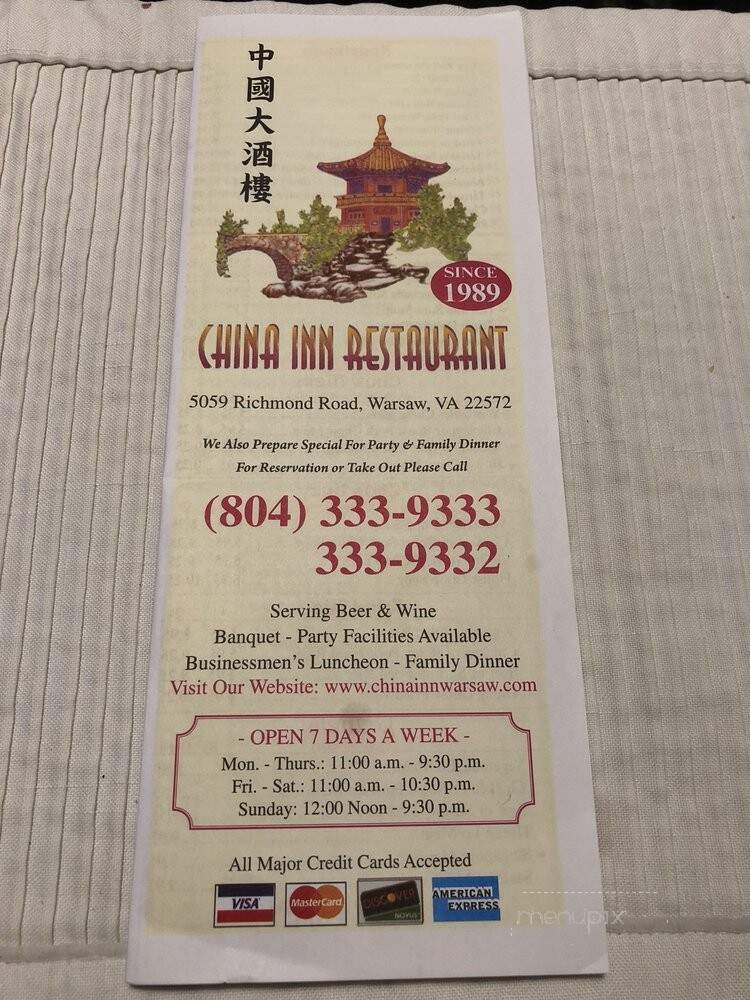 中國大酒樓
SINCE
1989
CHINA INN RESTAURANT
5059 Richmond Road, Warsaw, VA 22572
We Also Prepare Special For Party & Family Dinner
For Reservation or Take Out Please Call
(804) 333-9333
333-9332
Serving Beer & Wine
Banquet - Party Facilities Available
Businessmen's Luncheon - Family Dinner
Visit Our Website: www.chinainnwarsaw.com
- OPEN 7 DAYS A WEEK -
Mon. - Thurs.: 11:00 a.m. - 9:30 p.m.
Fri. - Sat.: 11:00 a.m. - 10:30 p.m.
Sunday: 12:00 Noon - 9:30 p.m.
All Major Credit Cards Accepted
VISA
MasterCard
DISCOVER
NOVUS
AMERICAN
EXPRESS
menupix